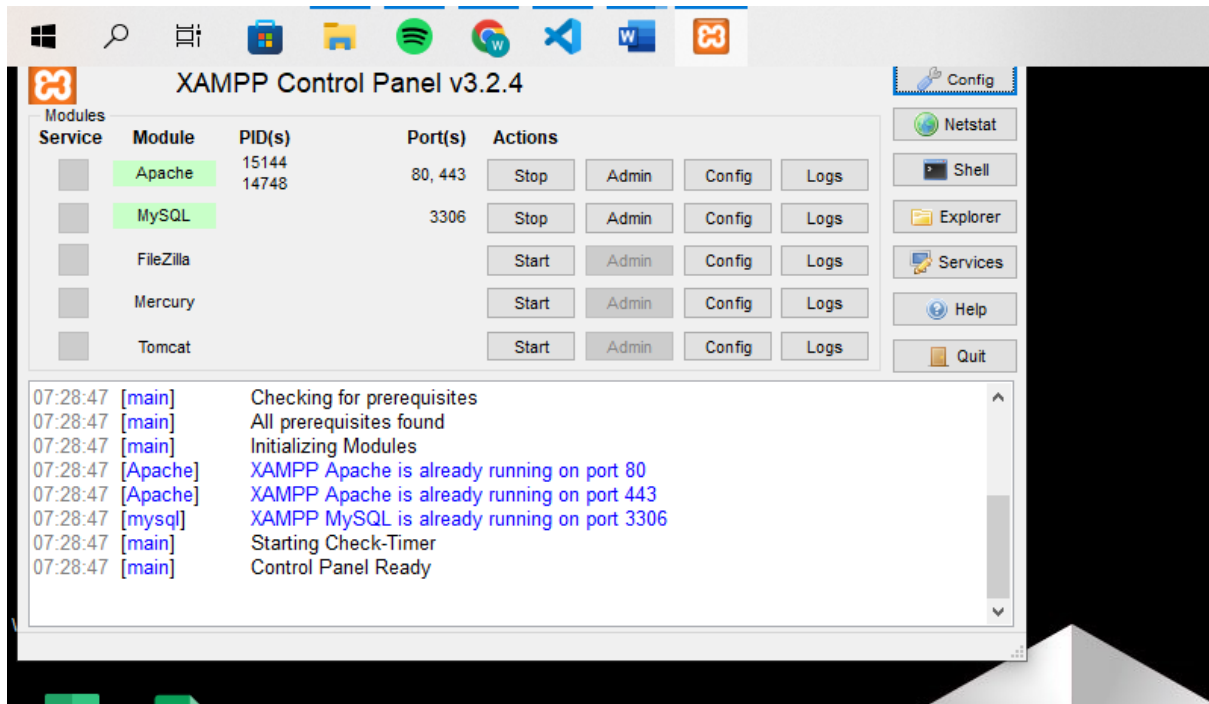 XAMPP Control Panel v3.2.4
Config
Modules
Service Module PID(s) Port(s) Actions
Netstat
Apache 15144 14748 80, 443 Stop Admin Config Logs
Shell
MySQL 3306 Stop Admin Config Logs
Explorer
FileZilla Start Admin Config Logs
Services
Mercury Start Admin Config Logs
Help
Tomcat Start Admin Config Logs
Quit
07:28:47 [main] Checking for prerequisites
07:28:47 [main] All prerequisites found
07:28:47 [main] Initializing Modules
07:28:47 [Apache] XAMPP Apache is already running on port 80
07:28:47 [Apache] XAMPP Apache is already running on port 443
07:28:47 [mysql] XAMPP MySQL is already running on port 3306
07:28:47 [main] Starting Check-Timer
07:28:47 [main] Control Panel Ready